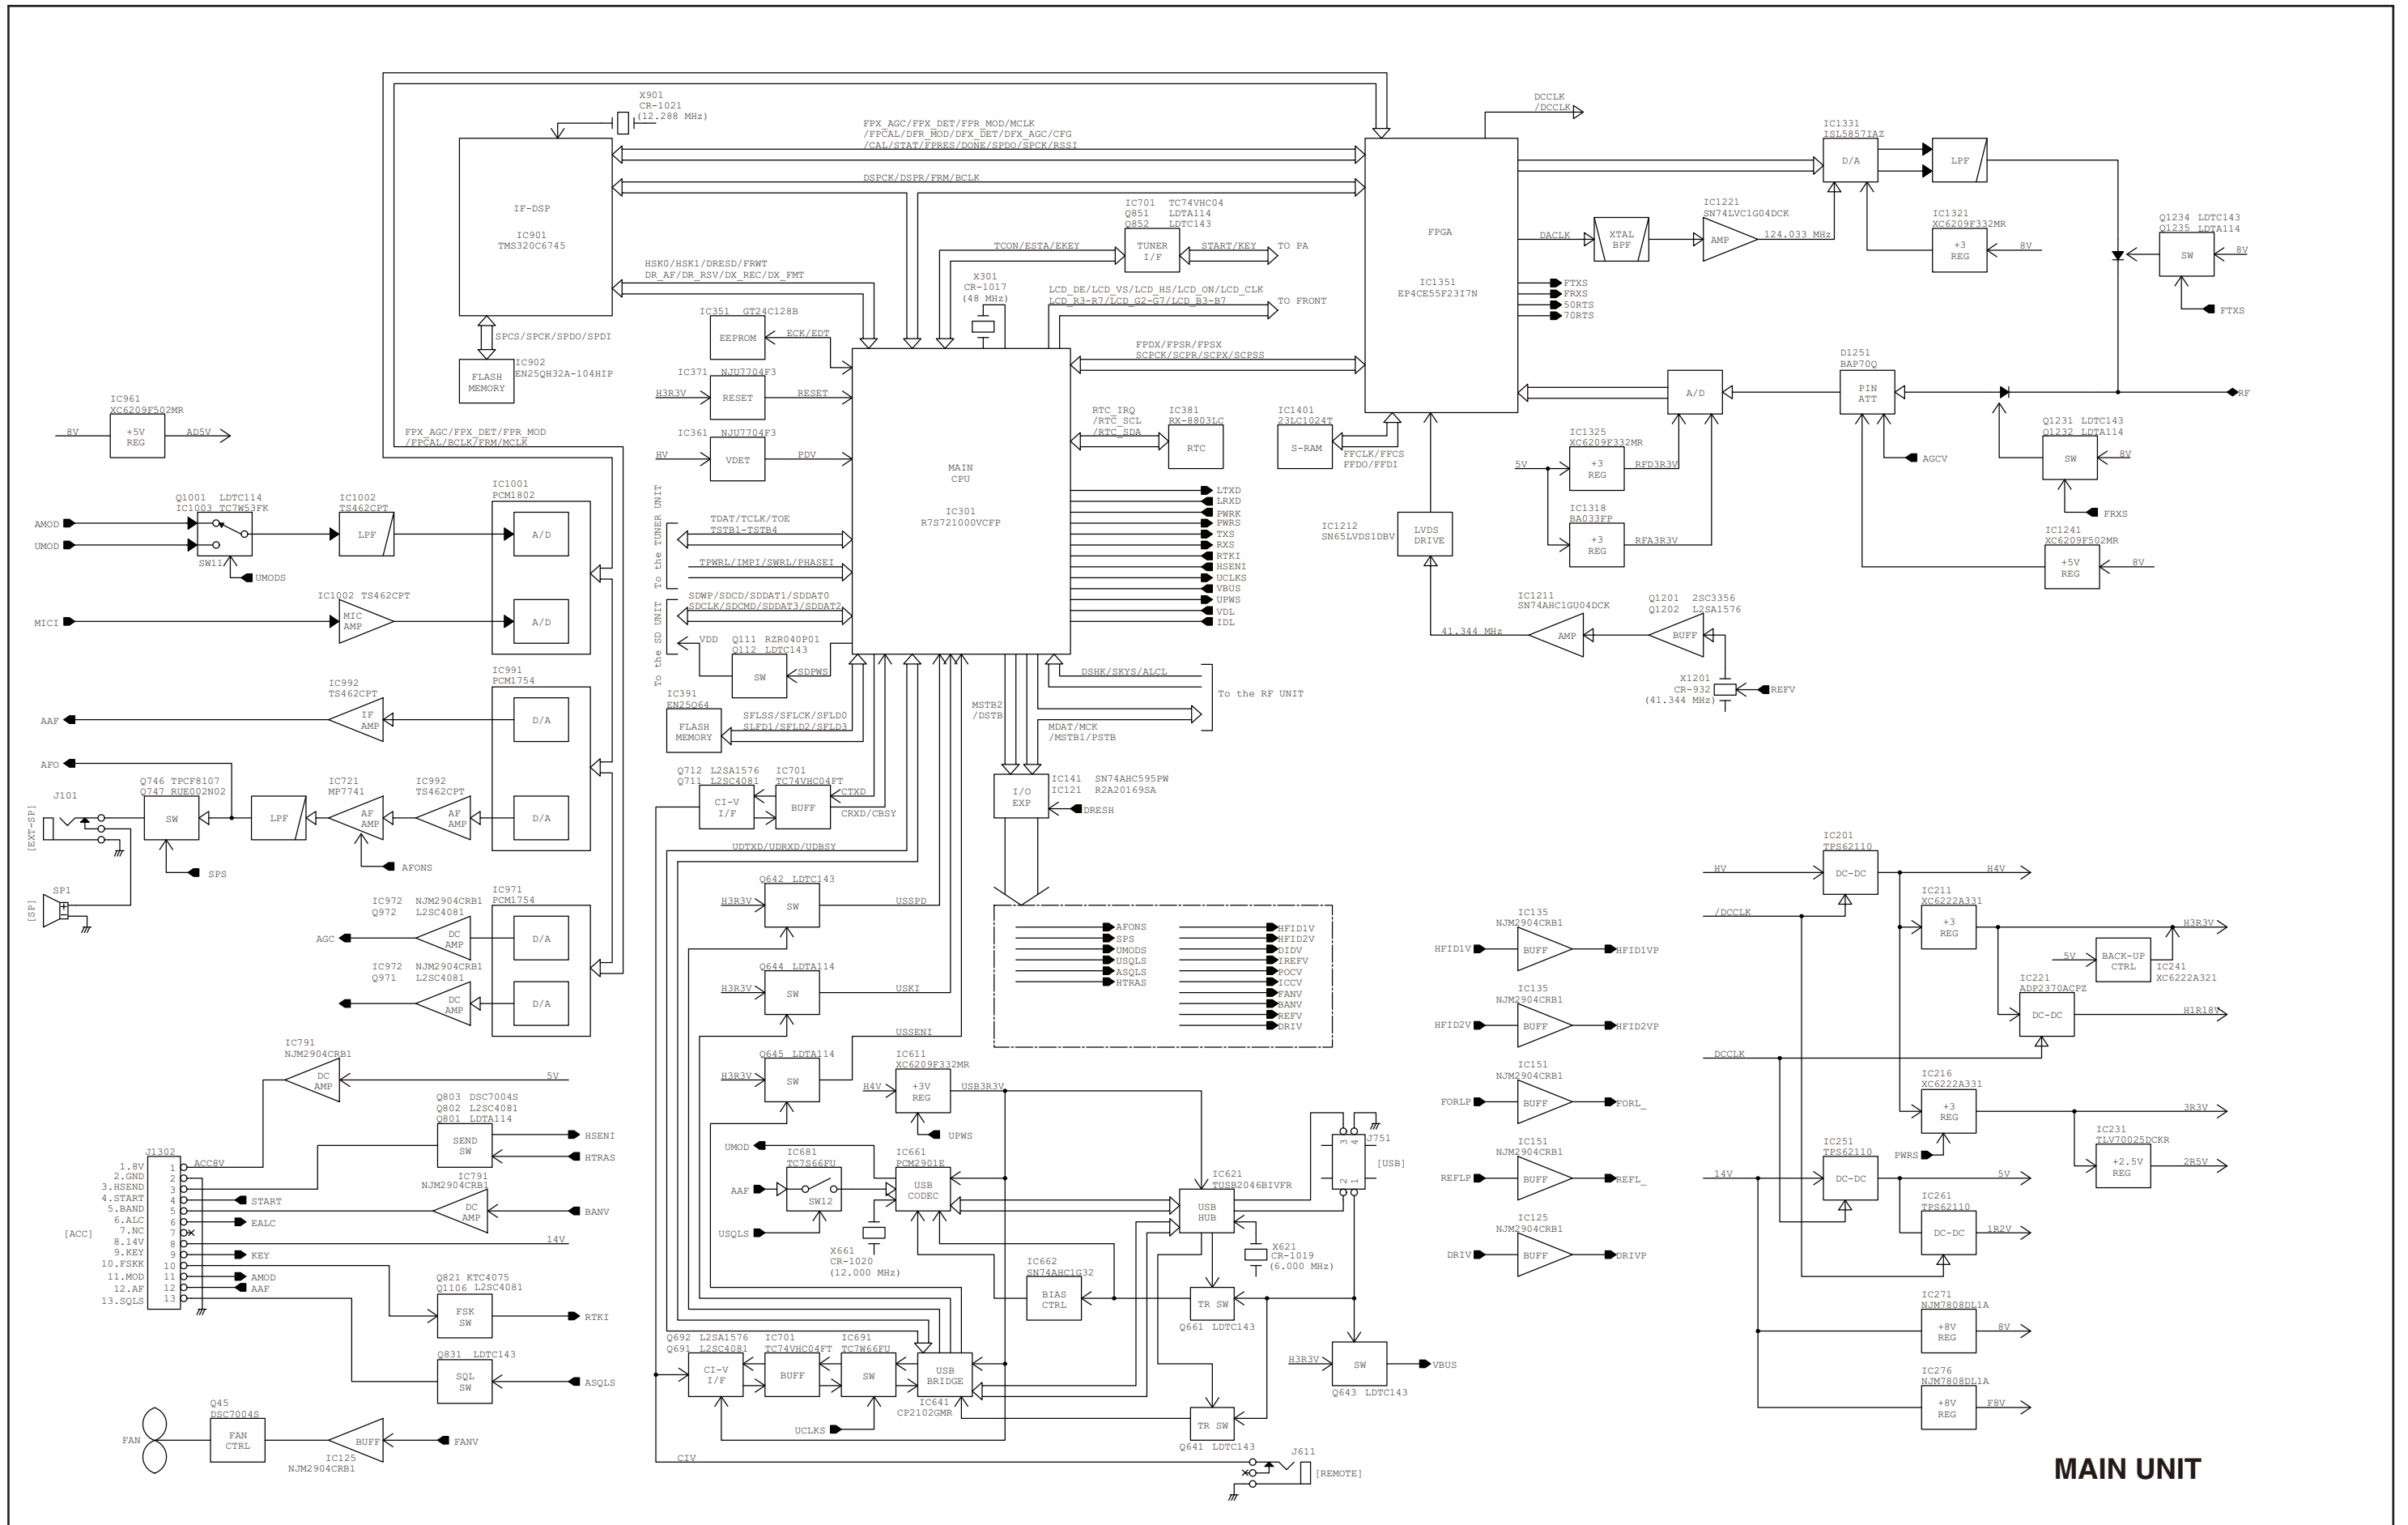 X901
CR-1021
(12.288 MHz)
IF-DSP
IC901
TMS320C6745
FPX_AGC/FPX_DET/FPR_MOD/MCLK
/FPCAL/DFR_MOD/DFX_DET/DFX_AGC/CFG
/CAL/STAT/FPRES/DONE/SPDO/SPCK/RSSI
DSPCK/DSPR/FRM/BCLK
HSK0/HSK1/DRESD/FRWT
DR_AF/DR_RSV/DX_REC/DX_FMT
SPCS/SPCK/SPDO/SPDI
FLASH
MEMORY
IC902
EN25QH32A-104HIP
IC701 TC74VHC04
Q851 LDTA114
Q852 LDTC143
TUNER
I/F
TCON/ESTA/EKEY
START/KEY
TO PA
X301
CR-1017
(48 MHz)
LCD_DE/LCD_VS/LCD_HS/LCD_ON/LCD_CLK
LCD_R3-R7/LCD_G2-G7/LCD_B3-B7
TO FRONT
DCCLK
/DCCLK
FPGA
IC1351
EP4CE55F23I7N
DACLK
XTAL
BPF
IC1221
SN74LVC1G04DCK
AMP
124.033 MHz
IC1331
ISL5857IAZ
D/A
LPF
IC1321
XC6209F332MR
+3
REG
8V
Q1234 LDTC143
Q1235 LDTA114
SW
8V
FTXS
FTXS
FRXS
50RTS
70RTS
IC351 GT24C128B
EEPROM
ECK/EDT
IC371 NJU7704F3
H3R3V
RESET
RESET
IC361 NJU7704F3
HV
VDET
PDV
MAIN
CPU
IC301
R7S721000VCFP
FPDX/FPSR/FPSX
SCPCK/SCPR/SCPX/SCPSS
RTC_IRQ
/RTC_SCL
/RTC_SDA
IC381
RX-8803LC
RTC
IC1401
23LC1024T
S-RAM
FFCLK/FFCS
FFDO/FFDI
A/D
D1251
BAP70Q
PIN
ATT
RF
AGCV
Q1231 LDTC143
Q1232 LDTA114
SW
8V
FRXS
IC1325
XC6209F332MR
5V
+3
REG
RFD3R3V
IC1318
BA033FP
+3
REG
RFA3R3V
IC1241
XC6209F502MR
+5V
REG
8V
IC961
XC6209F502MR
8V
+5V
REG
AD5V
FPX_AGC/FPX_DET/FPR_MOD
/FPCAL/BCLK/FRM/MCLK
Q1001 LDTC114
IC1003 TC7W53FK
AMOD
UMOD
SW11
UMODS
IC1002
TS462CPT
LPF
IC1001
PCM1802
A/D
MICI
IC1002 TS462CPT
MIC
AMP
A/D
LTXD
LRXD
PWRK
PWRS
TXS
RXS
RTKI
HSENI
UCLKS
VBUS
UPWS
VDL
IDL
To the TUNER UNIT
TDAT/TCLK/TOE
TSTB1-TSTB4
TPWRL/IMPI/SWRL/PHASEI
To the SD UNIT
SDWP/SDCD/SDDAT1/SDDAT0
SDCLK/SDCMD/SDDAT3/SDDAT2
VDD
Q111 RZR040P01
Q112 LDTC143
SW
SDPWS
IC391
EN25Q64
FLASH
MEMORY
SFLSS/SFLCK/SFLD0
SLFD1/SFLD2/SFLD3
IC1212
SN65LVDS1DBV
LVDS
DRIVE
41.344 MHz
IC1211
SN74AHC1GU04DCK
AMP
Q1201 2SC3356
Q1202 L2SA1576
BUFF
X1201
CR-932
(41.344 MHz)
REFV
MSTB2
/DSTB
DSHK/SKYS/ALCL
To the RF UNIT
MDAT/MCK
/MSTB1/PSTB
I/O
EXP
IC141 SN74AHC595PW
IC121 R2A20169SA
DRESH
IC992
TS462CPT
AAF
IF
AMP
IC991
PCM1754
D/A
AFO
J101
[EXT-SP]
Q746 TPCF8107
Q747 RUE002N02
SW
SPS
LPF
IC721
MP7741
AF
AMP
AFONS
IC992
TS462CPT
AF
AMP
D/A
SP1
[SP]
Q712 L2SA1576
Q711 L2SC4081
CI-V
I/F
IC701
TC74VHC04FT
BUFF
CTXD
CRXD/CBSY
UDTXD/UDRXD/UDBSY
IC972 NJM2904CRB1
Q972 L2SC4081
AGC
DC
AMP
IC971
PCM1754
D/A
IC972 NJM2904CRB1
Q971 L2SC4081
DC
AMP
D/A
Q642 LDTC143
H3R3V
SW
USSPD
Q644 LDTA114
H3R3V
SW
USKI
USSENI
Q645 LDTA114
H3R3V
SW
AFONS
SPS
UMODS
USQLS
ASQLS
HTRAS
HFID1V
HFID2V
DIDV
IREFV
POCV
ICCV
FANV
BANV
REFV
DRIV
IC135
NJM2904CRB1
HFID1V
BUFF
HFID1VP
IC135
NJM2904CRB1
HFID2V
BUFF
HFID2VP
IC151
NJM2904CRB1
FORLP
BUFF
FORL_
IC151
NJM2904CRB1
REFLP
BUFF
REFL_
IC125
NJM2904CRB1
DRIV
BUFF
DRIVP
IC201
TPS62110
HV
DC-DC
H4V
/DCCLK
IC211
XC6222A331
+3
REG
H3R3V
5V
BACK-UP
CTRL
IC241
XC6222A321
IC221
ADP2370ACPZ
DC-DC
H1R18V
DCCLK
IC216
XC6222A331
+3
REG
3R3V
PWRS
IC231
TLV70025DCKR
+2.5V
REG
2R5V
IC251
TPS62110
14V
DC-DC
5V
IC261
TPS62110
DC-DC
1R2V
IC271
NJM7808DL1A
+8V
REG
8V
IC276
NJM7808DL1A
+8V
REG
F8V
IC791
NJM2904CRB1
DC
AMP
5V
Q803 DSC7004S
Q802 L2SC4081
Q801 LDTA114
SEND
SW
HSENI
HTRAS
J1302
[ACC]
1.8V 1
2.GND 2
3.HSEND 3
4.START 4
5.BAND 5
6.ALC 6
7.NC 7
8.14V 8
9.KEY 9
10.FSKK 10
11.MOD 11
12.AF 12
13.SQLS 13
ACC8V
START
EALC
14V
KEY
AMOD
AAF
IC791
NJM2904CRB1
DC
AMP
BANV
Q821 KTC4075
Q1106 L2SC4081
FSK
SW
RTKI
Q831 LDTC143
SQL
SW
ASQLS
FAN
Q45
DSC7004S
FAN
CTRL
BUFF
IC125
NJM2904CRB1
FANV
IC611
XC6209F332MR
H4V
+3V
REG
USB3R3V
UPWS
UMOD
IC681
TC7S66FU
AAF
SW12
USQLS
IC661
PCM2901E
USB
CODEC
X661
CR-1020
(12.000 MHz)
IC662
SN74AHC1G32
BIAS
CTRL
IC621
TUSB2046BIVFR
USB
HUB
X621
CR-1019
(6.000 MHz)
J751
3 4
2 1
[USB]
TR SW
Q661 LDTC143
H3R3V
SW
VBUS
Q643 LDTC143
TR SW
Q641 LDTC143
Q692 L2SA1576
Q691 L2SC4081
CI-V
I/F
IC701
TC74VHC04FT
BUFF
IC691
TC7W66FU
SW
UCLKS
USB
BRIDGE
IC641
CP2102GMR
CIV
J611
[REMOTE]
MAIN UNIT